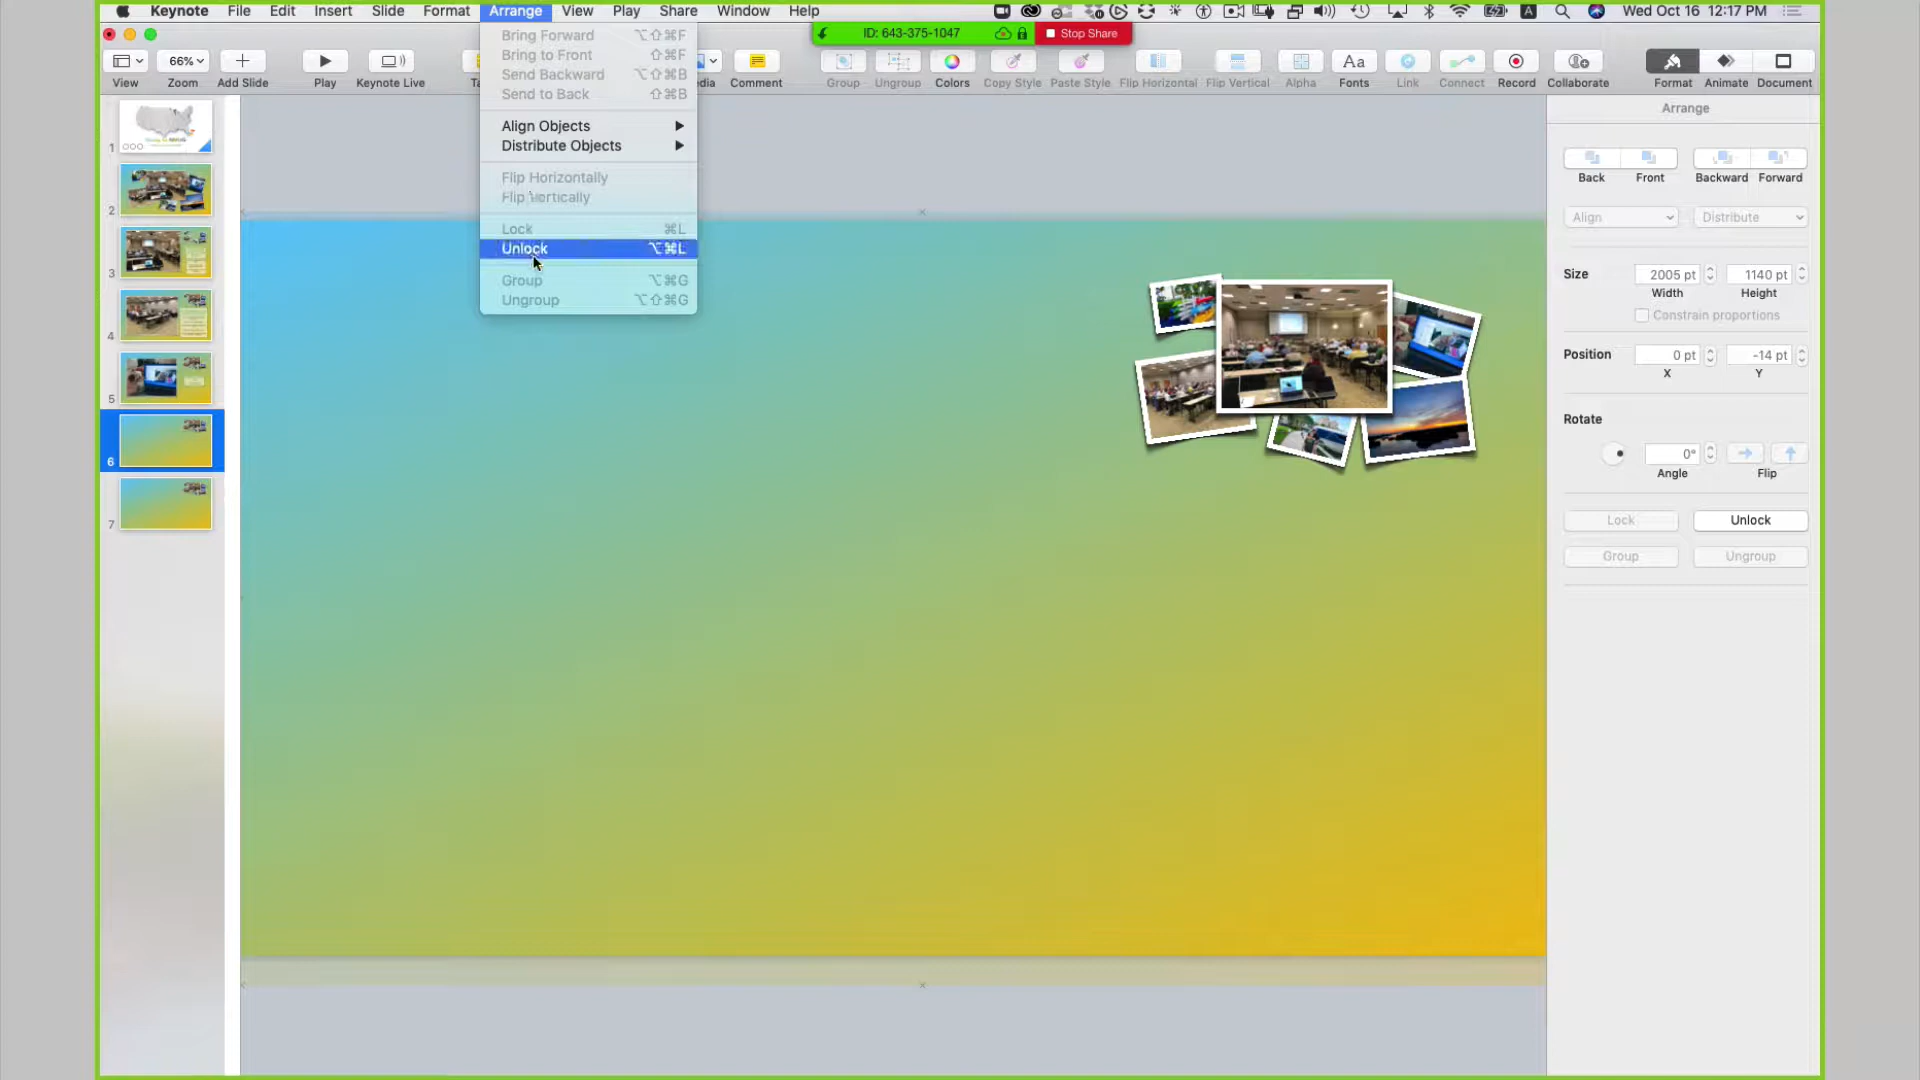 Keynote File Edit Insert Slide Format Arrange View Play Share Window Help Wed Oct 16 12:17 PM
ID: 643-375-1047 Stop Share
66%
View Zoom Add Slide Play Keynote Live Comment Group Ungroup Colors Copy Style Paste Style Flip Horizontal Flip Vertical Alpha Fonts Link Connect Record Collaborate Format Animate Document
Bring Forward ⌥⇧⌘F
Bring to Front ⇧⌘F
Send Backward ⌥⇧⌘B
Send to Back ⇧⌘B
Align Objects
Distribute Objects
Flip Horizontally
Flip Vertically
Lock ⌘L
Unlock ⌥⌘L
Group ⌥⌘G
Ungroup ⌥⇧⌘G
1
2
3
4
5
6
7
Arrange
Back Front Backward Forward
Align Distribute
Size 2005 pt 1140 pt
Width Height
Constrain proportions
Position 0 pt -14 pt
X Y
Rotate
0°
Angle Flip
Lock Unlock
Group Ungroup